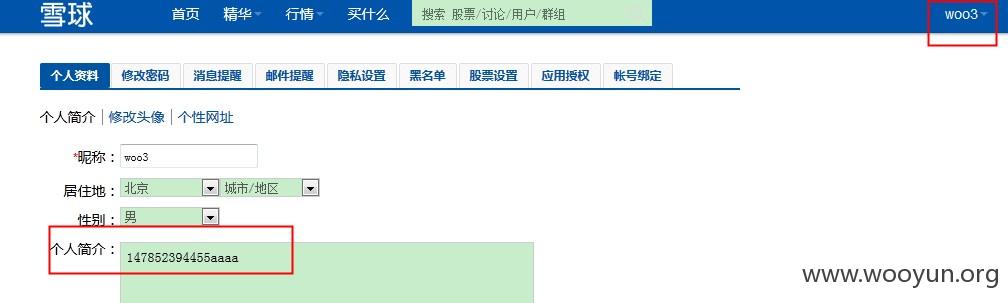 雪球 首页 精华 行情 买什么 搜索 股票/讨论/用户/群组 woo3
个人资料 修改密码 消息提醒 邮件提醒 隐私设置 黑名单 股票设置 应用授权 帐号绑定
个人简介 | 修改头像 | 个性网址
*昵称： woo3
居住地： 北京 城市/地区
性别： 男
个人简介： 147852394455aaaa
www.wooyun.org